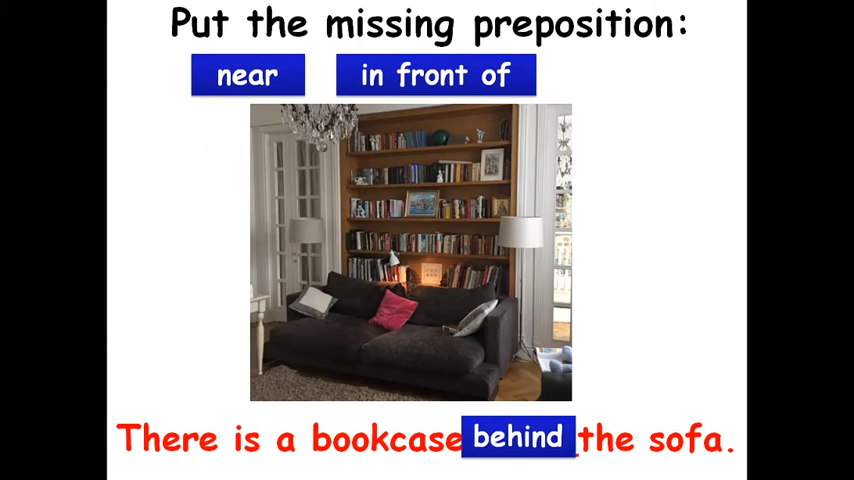 Put the missing preposition:
near in front of
There is a bookcase behind the sofa.